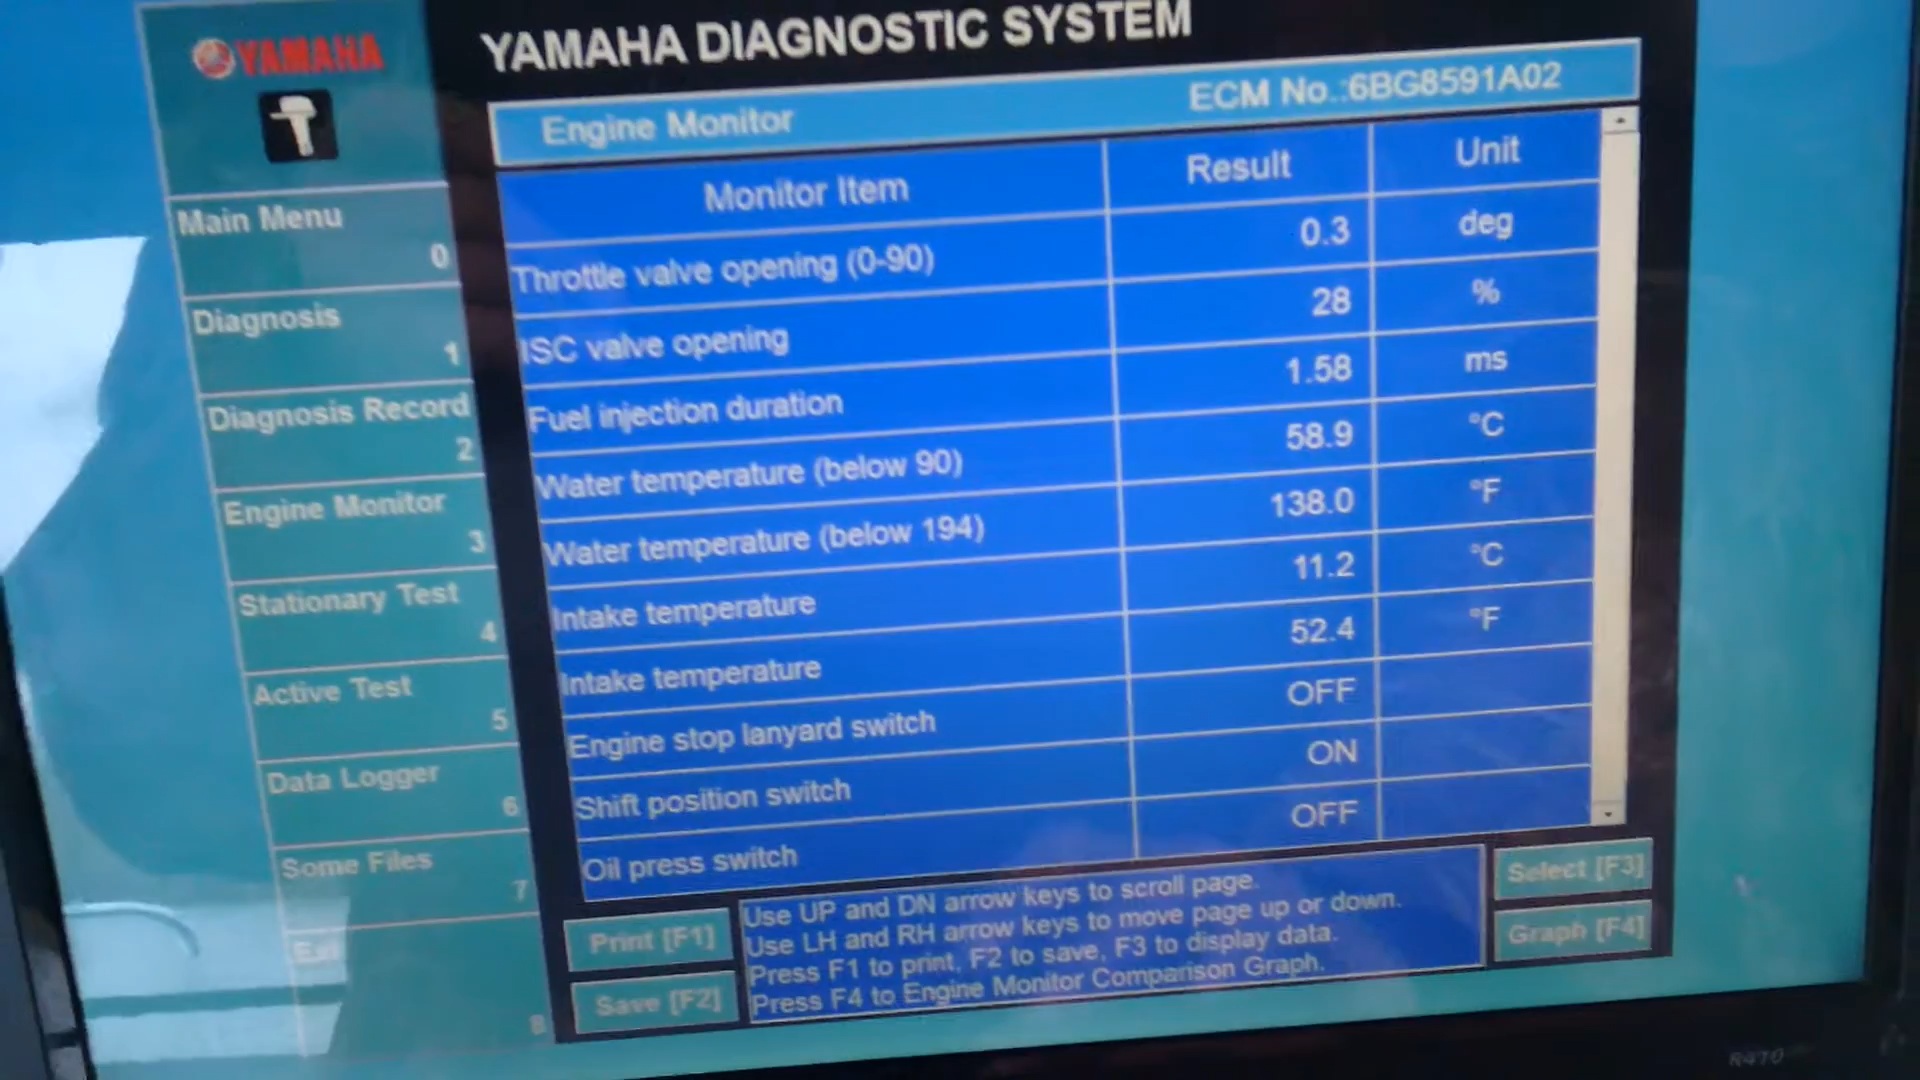 YAMAHA
YAMAHA DIAGNOSTIC SYSTEM
Engine Monitor ECM No.:6BG8591A02
Monitor Item Result Unit
Throttle valve opening (0-90) 0.3 deg
ISC valve opening 28 %
Fuel injection duration 1.58 ms
Water temperature (below 90) 58.9 °C
Water temperature (below 194) 138.0 °F
Intake temperature 11.2 °C
Intake temperature 52.4 °F
Engine stop lanyard switch OFF
Shift position switch ON
Oil press switch OFF
Main Menu
0
Diagnosis
1
Diagnosis Record
2
Engine Monitor
3
Stationary Test
4
Active Test
5
Data Logger
6
Some Files
7
Exit
8
Print [F1]
Save [F2]
Use UP and DN arrow keys to scroll page.
Use LH and RH arrow keys to move page up or down.
Press F1 to print, F2 to save, F3 to display data.
Press F4 to Engine Monitor Comparison Graph.
Select [F3]
Graph [F4]
R470